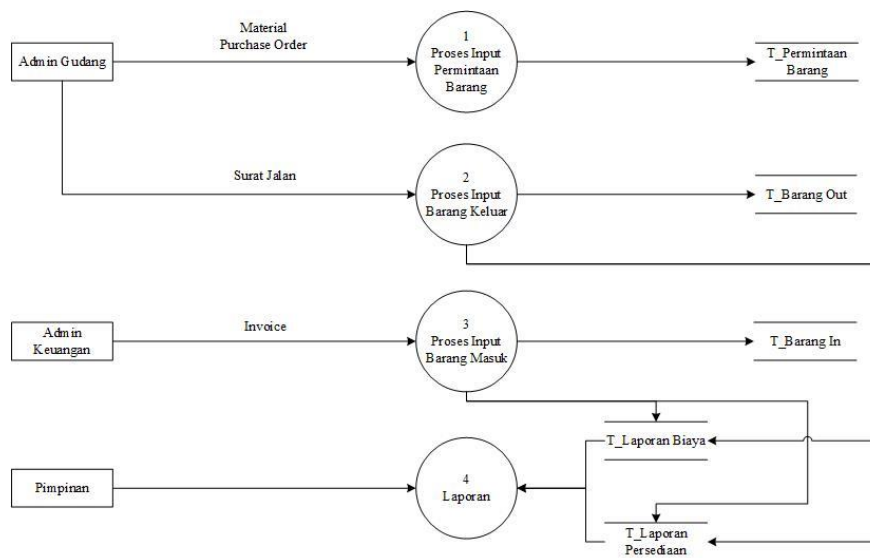 Material
Purchase Order
Admin Gudang
1
Proses Input
Permintaan
Barang
T_Permintaan
Barang
Surat Jalan
2
Proses Input
Barang Keluar
T_Barang Out
Admin
Keuangan
Invoice
3
Proses Input
Barang Masuk
T_Barang In
T_Laporan Biaya
Pimpinan
4
Laporan
T_Laporan
Persediaan